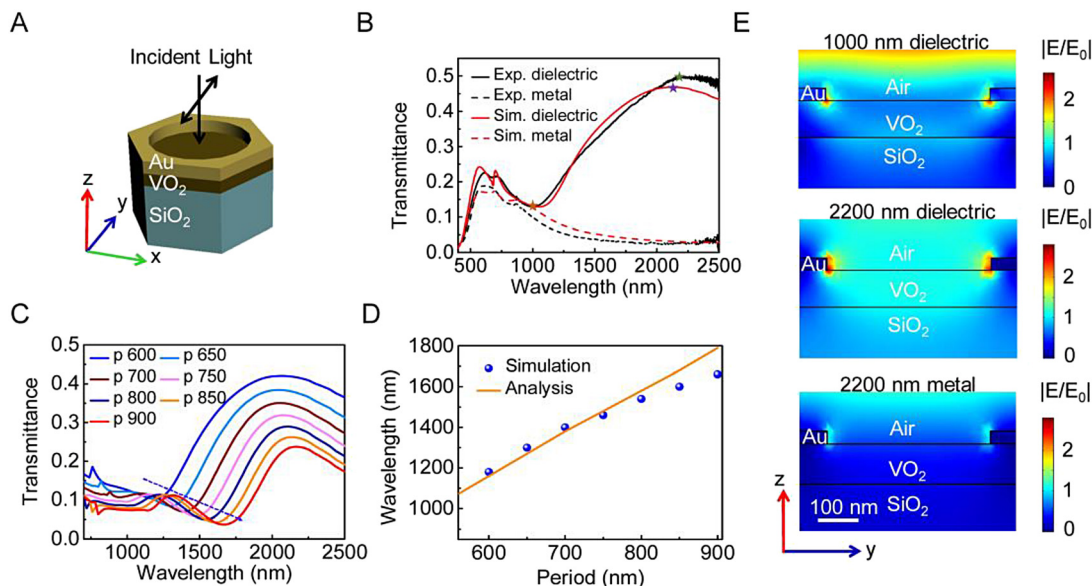 A
Incident Light
Au
VO2
SiO2
z
y
x
B
Exp. dielectric
Exp. metal
Sim. dielectric
Sim. metal
0.6
0.5
0.4
0.3
0.2
0.1
0.0
400 1000 1500 2000 2500
Transmittance
Wavelength (nm)
C
p 600 p 650
p 700 p 750
p 800 p 850
p 900
0.5
0.4
0.3
0.2
0.1
0.0
1000 1500 2000 2500
Transmittance
Wavelength (nm)
D
Simulation
Analysis
1800
1600
1400
1200
1000
600 700 800 900
Wavelength (nm)
Period (nm)
E
1000 nm dielectric
|E/E0|
Au
Air
VO2
SiO2
2
1
0
2200 nm dielectric
|E/E0|
Au
Air
VO2
SiO2
2
1
0
2200 nm metal
|E/E0|
Au
Air
VO2
SiO2
2
1
0
100 nm
z
y